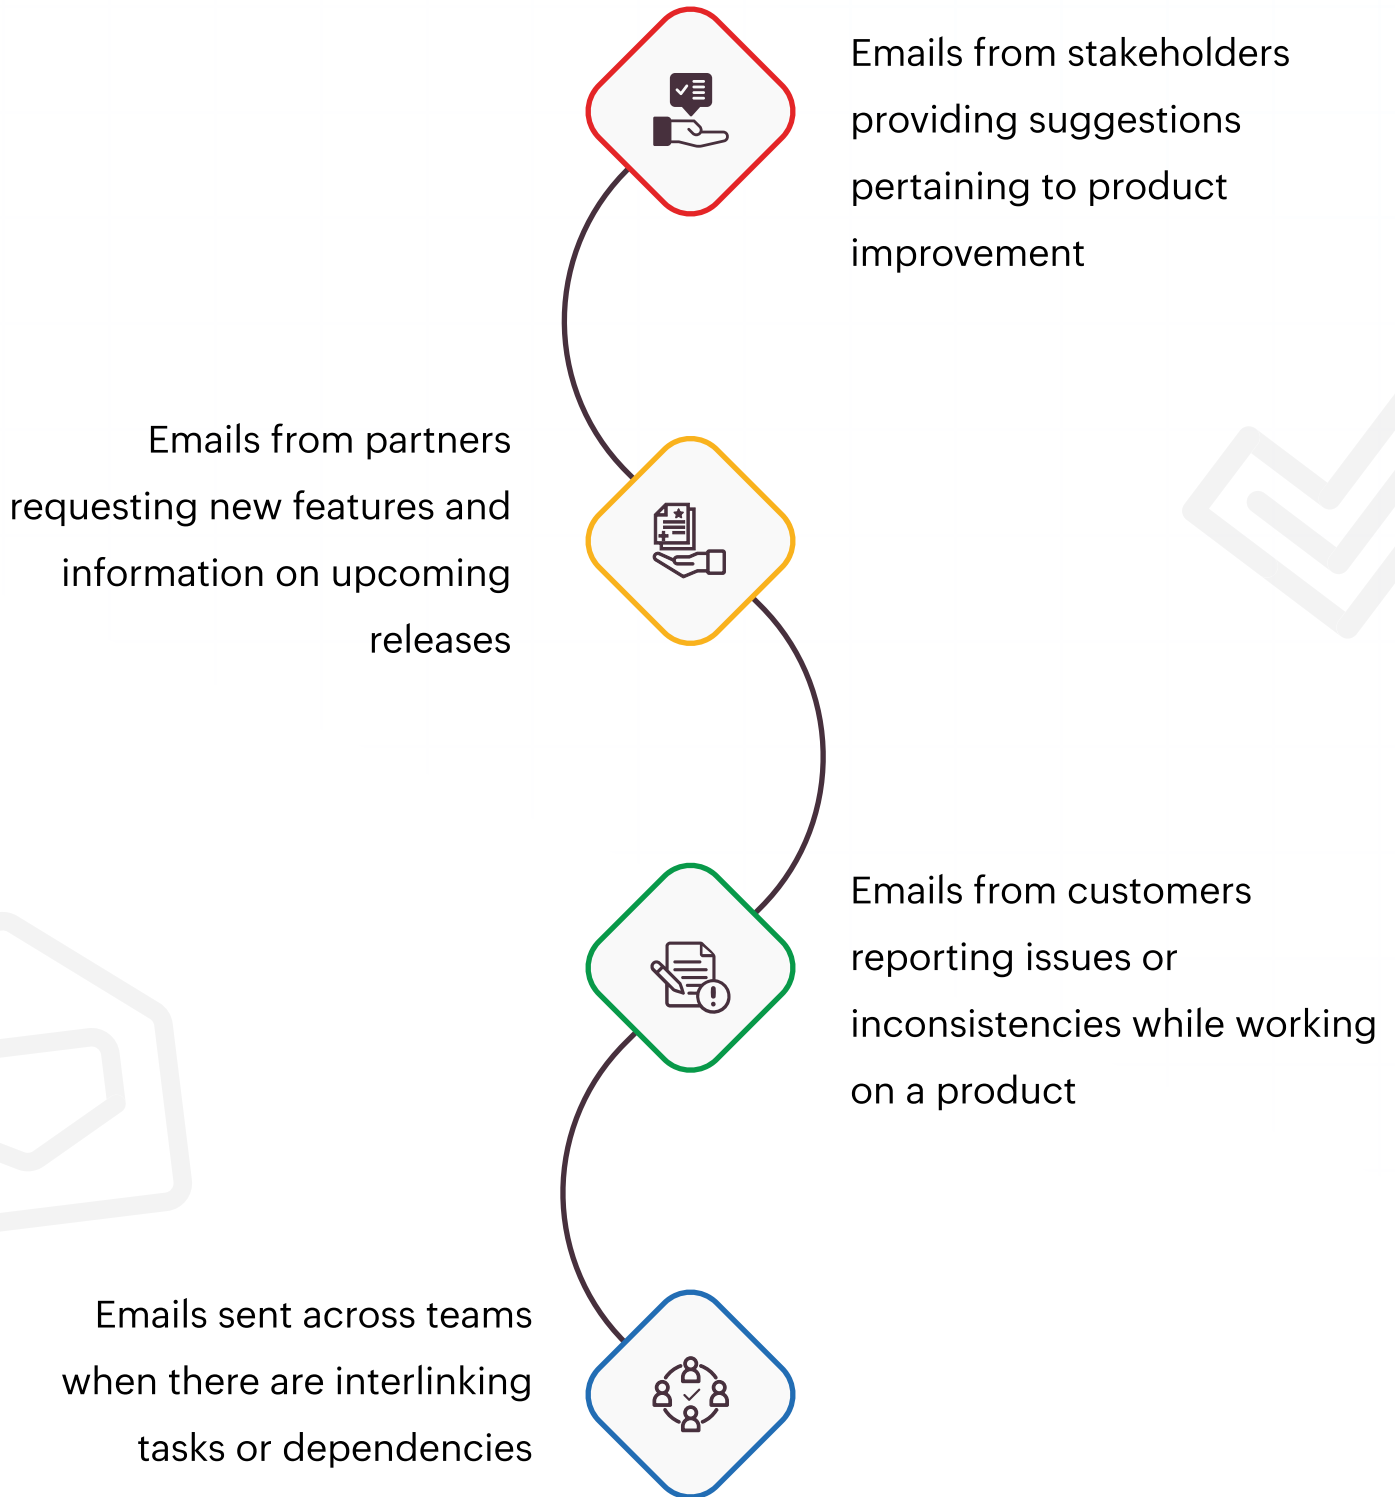 Emails from stakeholders
providing suggestions
pertaining to product
improvement
Emails from partners
requesting new features and
information on upcoming
releases
Emails from customers
reporting issues or
inconsistencies while working
on a product
Emails sent across teams
when there are interlinking
tasks or dependencies